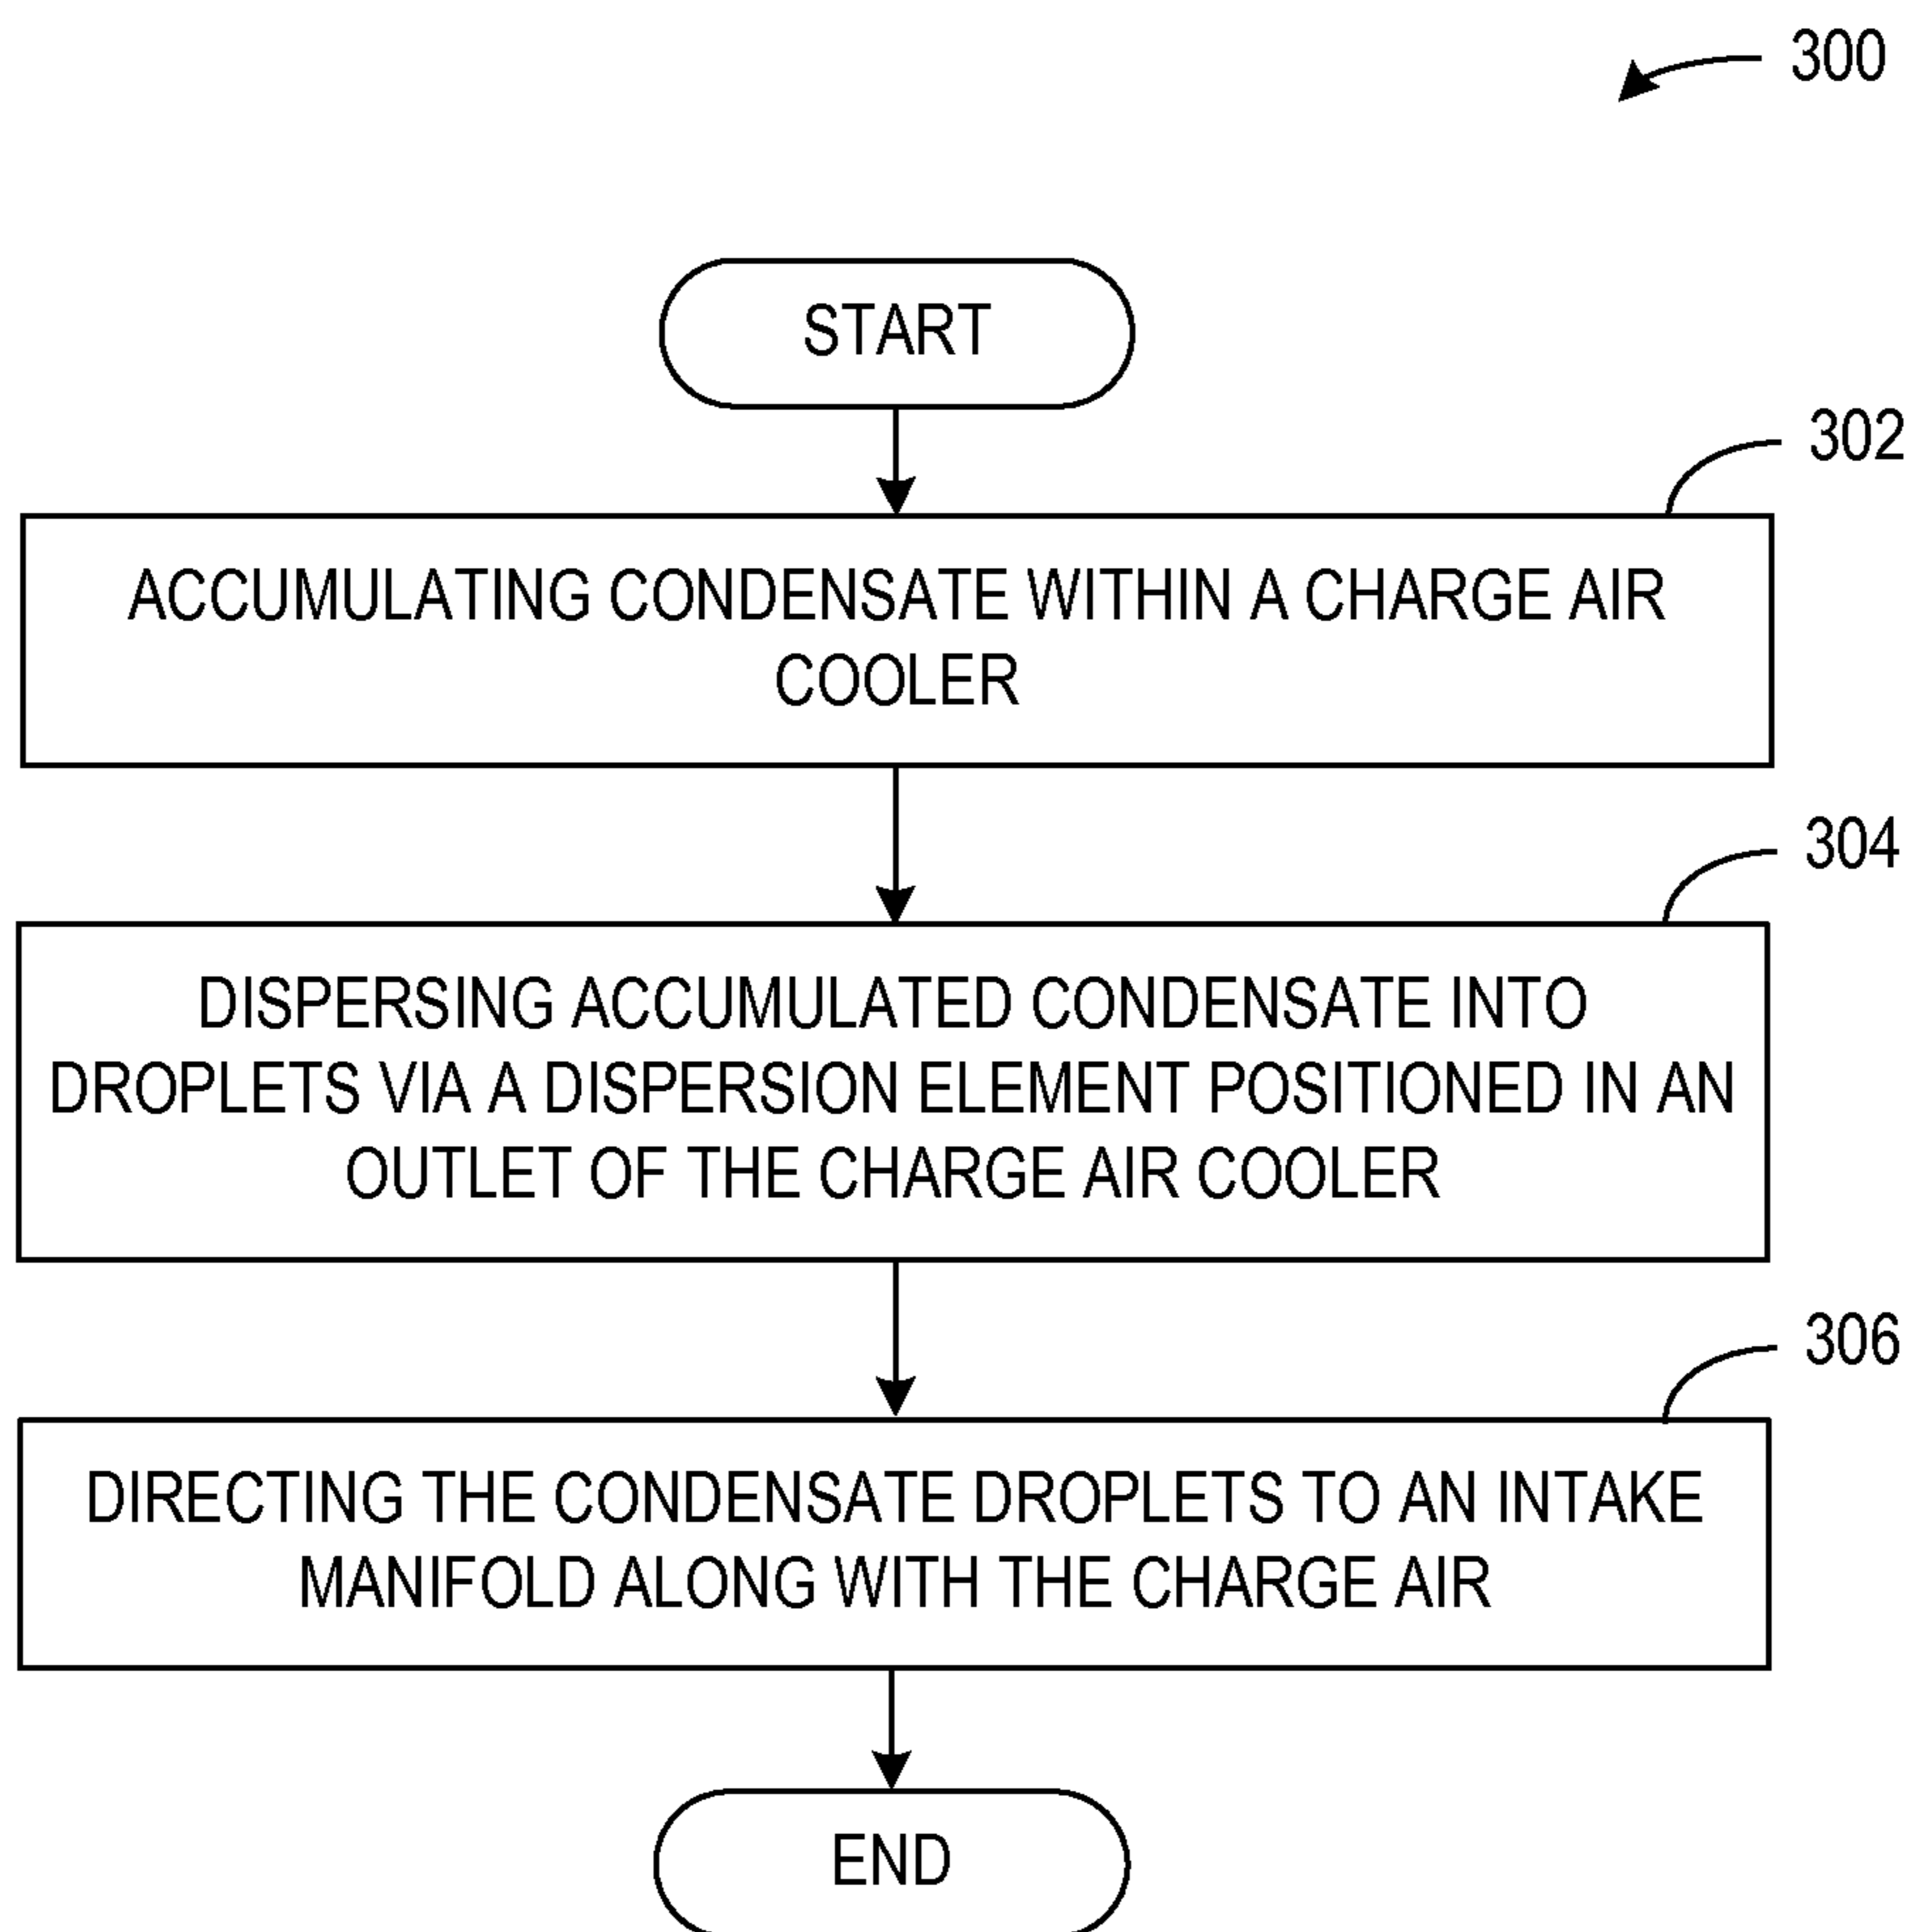 300
START
302
ACCUMULATING CONDENSATE WITHIN A CHARGE AIR
COOLER
304
DISPERSING ACCUMULATED CONDENSATE INTO
DROPLETS VIA A DISPERSION ELEMENT POSITIONED IN AN
OUTLET OF THE CHARGE AIR COOLER
306
DIRECTING THE CONDENSATE DROPLETS TO AN INTAKE
MANIFOLD ALONG WITH THE CHARGE AIR
END